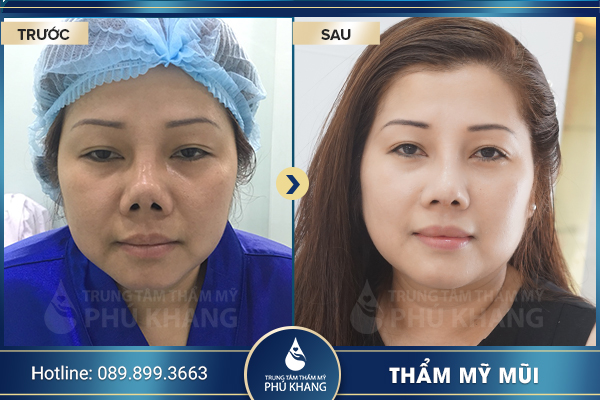 TRƯỚC
SAU
TRUNG TÂM THẨM MỸ
PHÚ KHANG
TRUNG TÂM THẨM MỸ
PHÚ KHANG
Hotline: 089.899.3663
TRUNG TÂM THẨM MỸ
PHÚ KHANG
THẨM MỸ MŨI